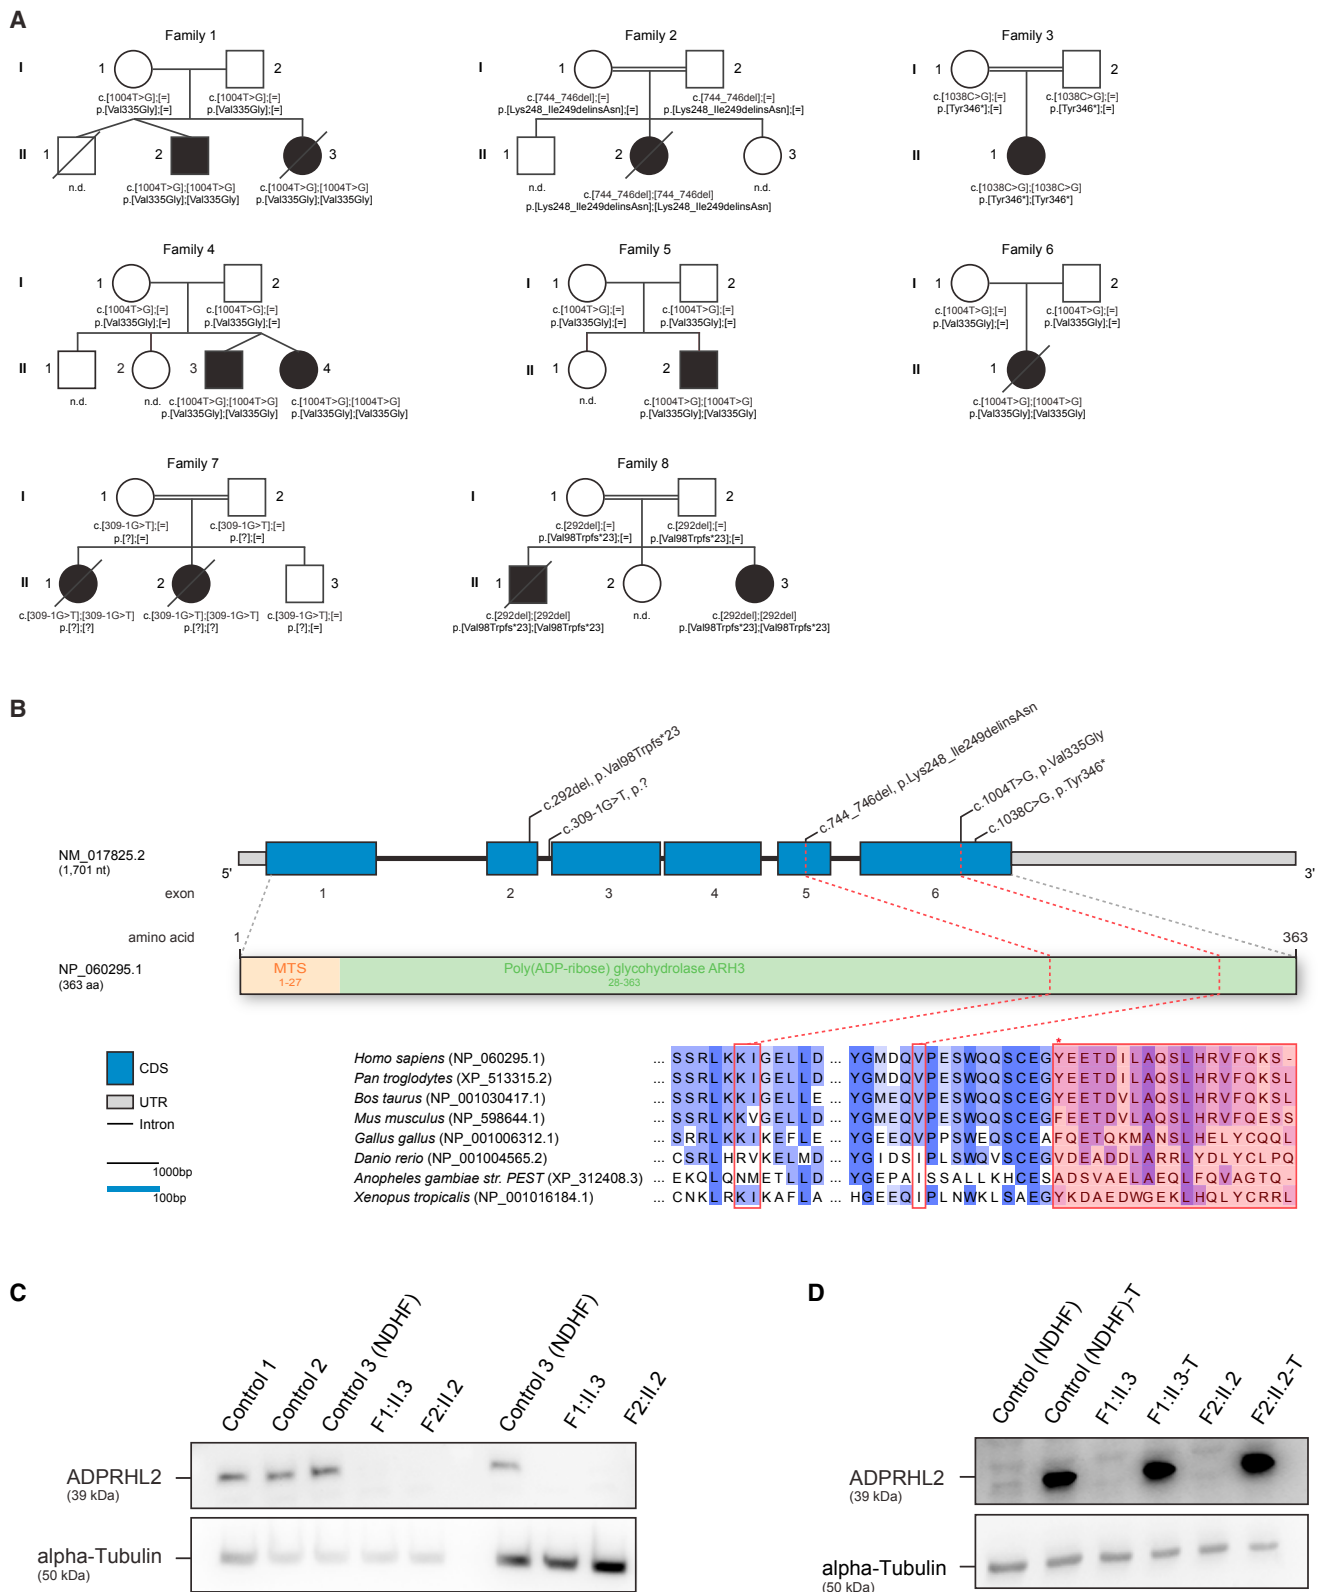 A
Family 1
Family 2
Family 3
I
1
2
I
1
2
I
1
2
c.[1004T>G];[=]
p.[Val335Gly];[=]
c.[1004T>G];[=]
p.[Val335Gly];[=]
c.[744_746del];[=]
p.[Lys248_Ile249delinsAsn];[=]
c.[744_746del];[=]
p.[Lys248_Ile249delinsAsn];[=]
c.[1038C>G];[=]
p.[Tyr346*];[=]
c.[1038C>G];[=]
p.[Tyr346*];[=]
II
1
2
3
II
1
2
3
II
1
n.d.
c.[1004T>G];[1004T>G]
p.[Val335Gly];[Val335Gly]
c.[1004T>G];[1004T>G]
p.[Val335Gly];[Val335Gly]
n.d.
c.[744_746del];[744_746del]
p.[Lys248_Ile249delinsAsn];[Lys248_Ile249delinsAsn]
n.d.
c.[1038C>G];[1038C>G]
p.[Tyr346*];[Tyr346*]
Family 4
Family 5
Family 6
I
1
2
I
1
2
I
1
2
c.[1004T>G];[=]
p.[Val335Gly];[=]
c.[1004T>G];[=]
p.[Val335Gly];[=]
c.[1004T>G];[=]
p.[Val335Gly];[=]
c.[1004T>G];[=]
p.[Val335Gly];[=]
c.[1004T>G];[=]
p.[Val335Gly];[=]
c.[1004T>G];[=]
p.[Val335Gly];[=]
II
1
2
3
4
II
1
2
II
1
n.d.
n.d.
c.[1004T>G];[1004T>G]
p.[Val335Gly];[Val335Gly]
c.[1004T>G];[1004T>G]
p.[Val335Gly];[Val335Gly]
n.d.
c.[1004T>G];[1004T>G]
p.[Val335Gly];[Val335Gly]
c.[1004T>G];[1004T>G]
p.[Val335Gly];[Val335Gly]
Family 7
Family 8
I
1
2
I
1
2
c.[309-1G>T];[=]
p.[?];[=]
c.[309-1G>T];[=]
p.[?];[=]
c.[292del];[=]
p.[Val98Trpfs*23];[=]
c.[292del];[=]
p.[Val98Trpfs*23];[=]
II
1
2
3
II
1
2
3
c.[309-1G>T];[309-1G>T]
p.[?];[?]
c.[309-1G>T];[309-1G>T]
p.[?];[?]
c.[309-1G>T];[=]
p.[?];[=]
c.[292del];[292del]
p.[Val98Trpfs*23];[Val98Trpfs*23]
n.d.
c.[292del];[292del]
p.[Val98Trpfs*23];[Val98Trpfs*23]
B
c.292del, p.Val98Trpfs*23
c.309-1G>T, p.?
c.744_746del, p.Lys248_Ile249delinsAsn
c.1004T>G, p.Val335Gly
c.1038C>G, p.Tyr346*
NM_017825.2
(1,701 nt)
5'
3'
exon
1
2
3
4
5
6
amino acid
1
363
NP_060295.1
(363 aa)
MTS
1-27
Poly(ADP-ribose) glycohydrolase ARH3
28-363
CDS
UTR
Intron
1000bp
100bp
*
Homo sapiens (NP_060295.1) ... SSRLKKIGELLD ... YGMDQVPESWQQSCEGYEETDILAQSLHRVFQKS-
Pan troglodytes (XP_513315.2) ... SSRLKKIGELLD ... YGMDQVPESWQQSCEGYEETDILAQSLHRVFQKSL
Bos taurus (NP_001030417.1) ... SSRLKKIGELLE ... YGMEQVPESWQQSCEGYEETDVLAQSLHRVFQKSL
Mus musculus (NP_598644.1) ... SSRLKKVGELLD ... YGMEQVPESWQQSCEGFEETDVLAQSLHRVFQESS
Gallus gallus (NP_001006312.1) ... SRRLKKIKEFLE ... YGEEQVPPSWEQSCEAFQETQKMANSLHELYCQQL
Danio rerio (NP_001004565.2) ... CSRLHRVKELMD ... YGIDSIPLSWQVSCEGVDEADDLARRLYDLYCLPQ
Anopheles gambiae str. PEST (XP_312408.3) ... EKQLQNMETLLD ... YGEPAISSALLKHCESADSVAELAEQLFQVAGTQ-
Xenopus tropicalis (NP_001016184.1) ... CNKLRKIKAFLA ... HGEEQIPLNWKLSAEGYKDAEDWGEKLHQLYCRRL
C
Control 1
Control 2
Control 3 (NDHF)
F1:II.3
F2:II.2
Control 3 (NDHF)
F1:II.3
F2:II.2
ADPRHL2
(39 kDa)
alpha-Tubulin
(50 kDa)
D
Control (NDHF)
Control (NDHF)-T
F1:II.3
F1:II.3-T
F2:II.2
F2:II.2-T
ADPRHL2
(39 kDa)
alpha-Tubulin
(50 kDa)